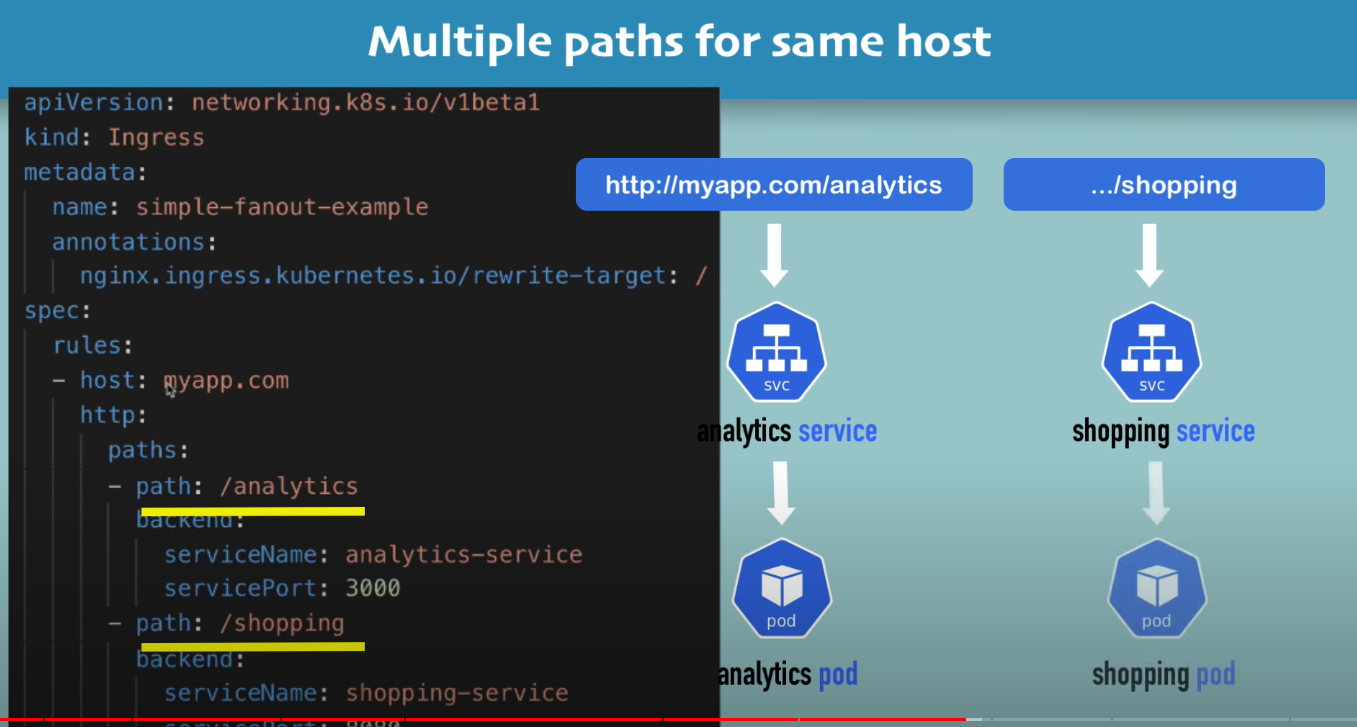 Multiple paths for same host
apiVersion: networking.k8s.io/v1beta1
kind: Ingress
metadata:
name: simple-fanout-example
annotations:
nginx.ingress.kubernetes.io/rewrite-target: /
spec:
rules:
- host: myapp.com
http:
paths:
- path: /analytics
backend:
serviceName: analytics-service
servicePort: 3000
- path: /shopping
backend:
serviceName: shopping-service
servicePort: 8080
http://myapp.com/analytics
svc
analytics service
pod
analytics pod
.../shopping
svc
shopping service
pod
shopping pod